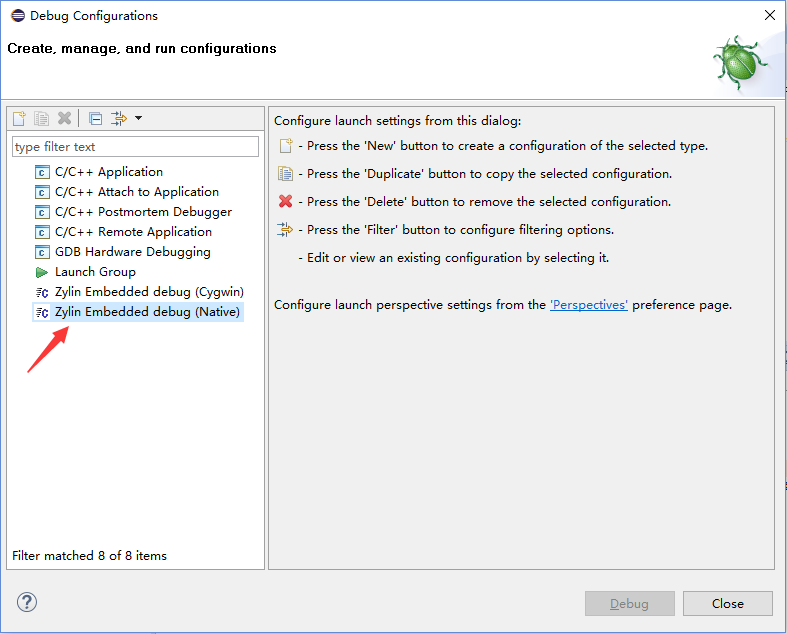 Debug Configurations
Create, manage, and run configurations
type filter text
C/C++ Application
C/C++ Attach to Application
C/C++ Postmortem Debugger
C/C++ Remote Application
GDB Hardware Debugging
Launch Group
Zylin Embedded debug (Cygwin)
Zylin Embedded debug (Native)
Filter matched 8 of 8 items
Configure launch settings from this dialog:
- Press the 'New' button to create a configuration of the selected type.
- Press the 'Duplicate' button to copy the selected configuration.
- Press the 'Delete' button to remove the selected configuration.
- Press the 'Filter' button to configure filtering options.
- Edit or view an existing configuration by selecting it.
Configure launch perspective settings from the 'Perspectives' preference page.
?
Debug
Close